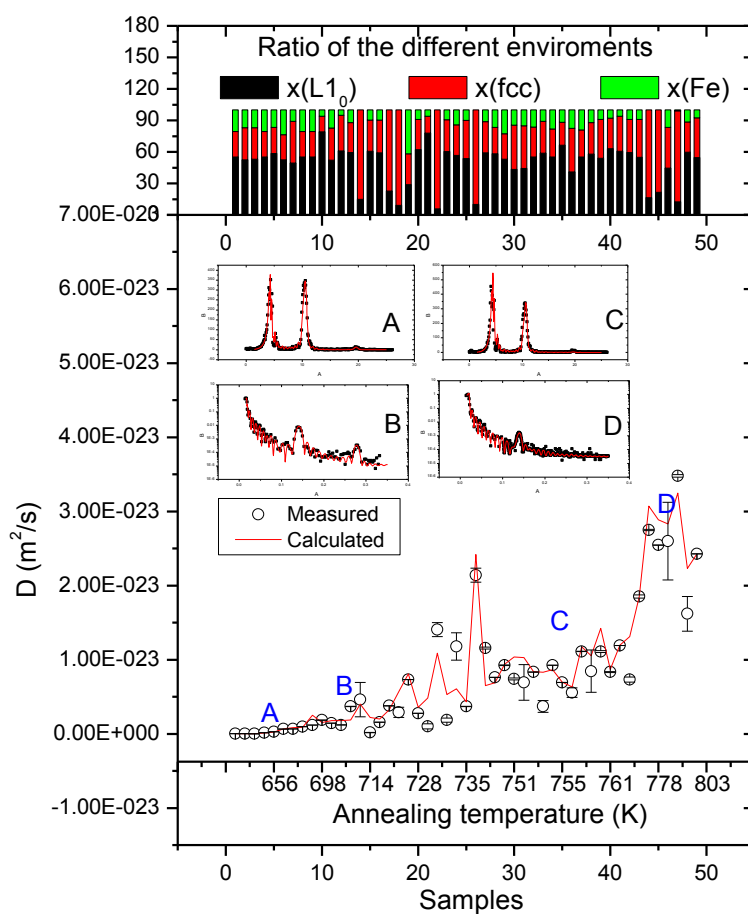 180
Ratio of the different enviroments
150
120
x(L1₀) x(fcc) x(Fe)
90
60
30
7.00E-023
0 10 20 30 40 50
6.00E-023
A C
5.00E-023
4.00E-023
B D
3.00E-023
Measured
Calculated
D
2.00E-023
C
1.00E-023
B
A
0.00E+000
D (m²/s)
656 698 714 728 735 751 755 761 778 803
Annealing temperature (K)
-1.00E-023
0 10 20 30 40 50
Samples